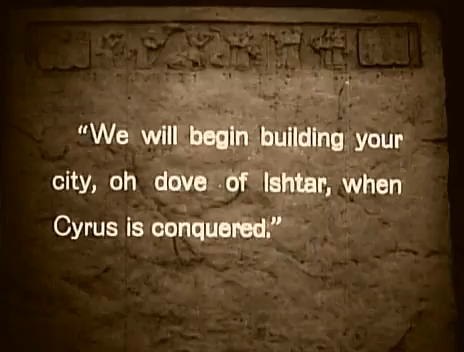 “We will begin building your
city, oh dove of Ishtar, when
Cyrus is conquered.”